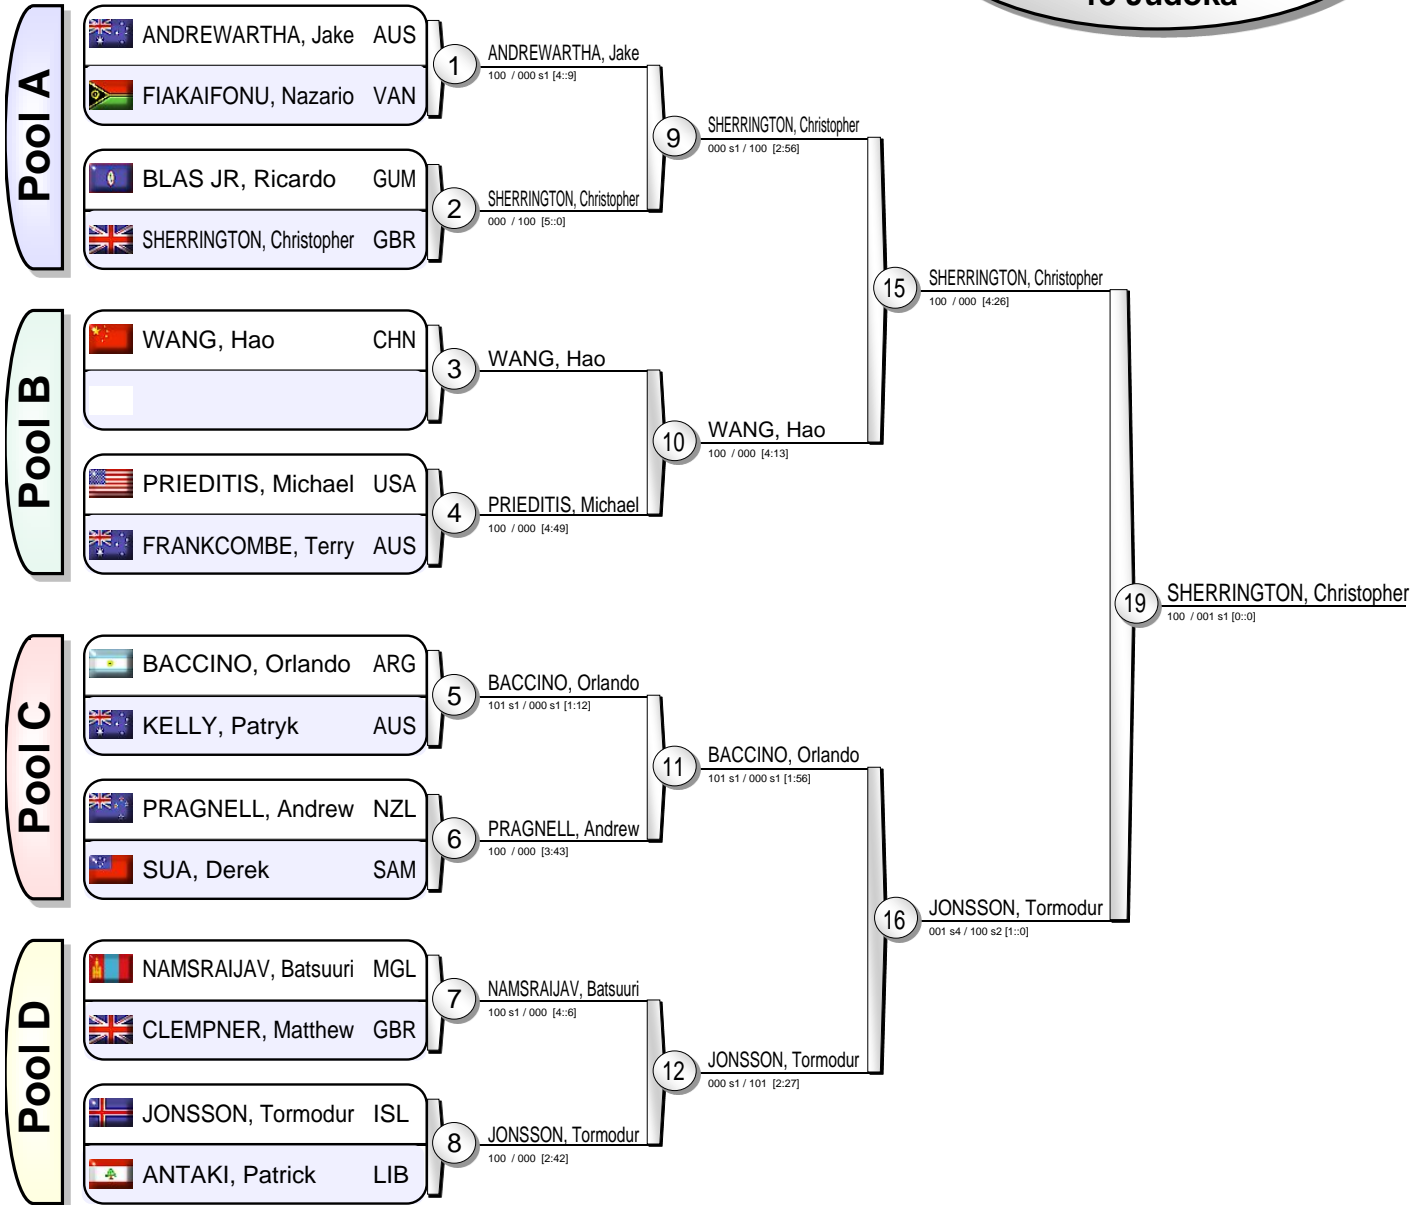 15 Judoka
Pool A
ANDREWARTHA, Jake AUS
FIAKAIFONU, Nazario VAN
1
ANDREWARTHA, Jake
100 / 000 s1 [4::9]
BLAS JR, Ricardo GUM
SHERRINGTON, Christopher GBR
2
SHERRINGTON, Christopher
000 / 100 [5::0]
9
SHERRINGTON, Christopher
000 s1 / 100 [2:56]
Pool B
WANG, Hao CHN
3
WANG, Hao
PRIEDITIS, Michael USA
FRANKCOMBE, Terry AUS
4
PRIEDITIS, Michael
100 / 000 [4:49]
10
WANG, Hao
100 / 000 [4:13]
15
SHERRINGTON, Christopher
100 / 000 [4:26]
Pool C
BACCINO, Orlando ARG
KELLY, Patryk AUS
5
BACCINO, Orlando
101 s1 / 000 s1 [1:12]
PRAGNELL, Andrew NZL
SUA, Derek SAM
6
PRAGNELL, Andrew
100 / 000 [3:43]
11
BACCINO, Orlando
101 s1 / 000 s1 [1:56]
Pool D
NAMSRAIJAV, Batsuuri MGL
CLEMPNER, Matthew GBR
7
NAMSRAIJAV, Batsuuri
100 s1 / 000 [4::6]
JONSSON, Tormodur ISL
ANTAKI, Patrick LIB
8
JONSSON, Tormodur
100 / 000 [2:42]
12
JONSSON, Tormodur
000 s1 / 101 [2:27]
16
JONSSON, Tormodur
001 s4 / 100 s2 [1::0]
19
SHERRINGTON, Christopher
100 / 001 s1 [0::0]